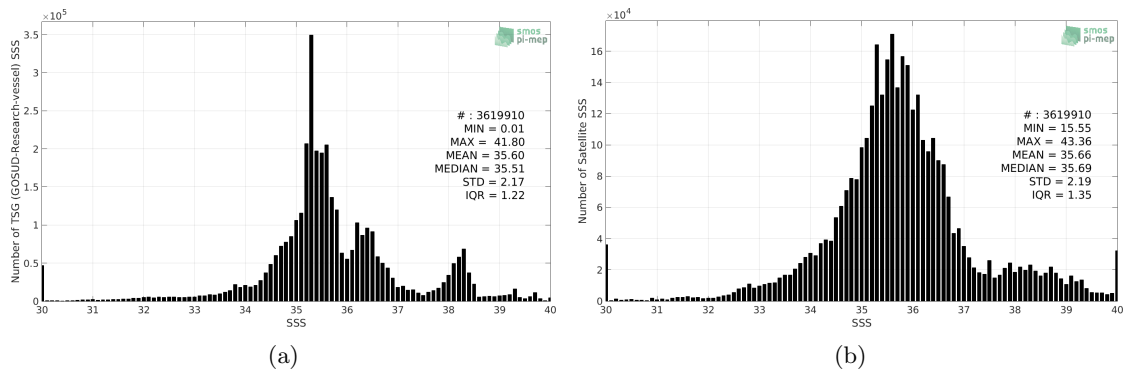 ×10⁵
3.5
3
2.5
2
1.5
1
0.5
0
Number of TSG (GOSUD-Research-vessel) SSS
30 31 32 33 34 35 36 37 38 39 40
SSS
smos
pi-mep
# : 3619910
MIN = 0.01
MAX = 41.80
MEAN = 35.60
MEDIAN = 35.51
STD = 2.17
IQR = 1.22
(a)
×10⁴
16
14
12
10
8
6
4
2
0
Number of Satellite SSS
30 31 32 33 34 35 36 37 38 39 40
SSS
smos
pi-mep
# : 3619910
MIN = 15.55
MAX = 43.36
MEAN = 35.66
MEDIAN = 35.69
STD = 2.19
IQR = 1.35
(b)